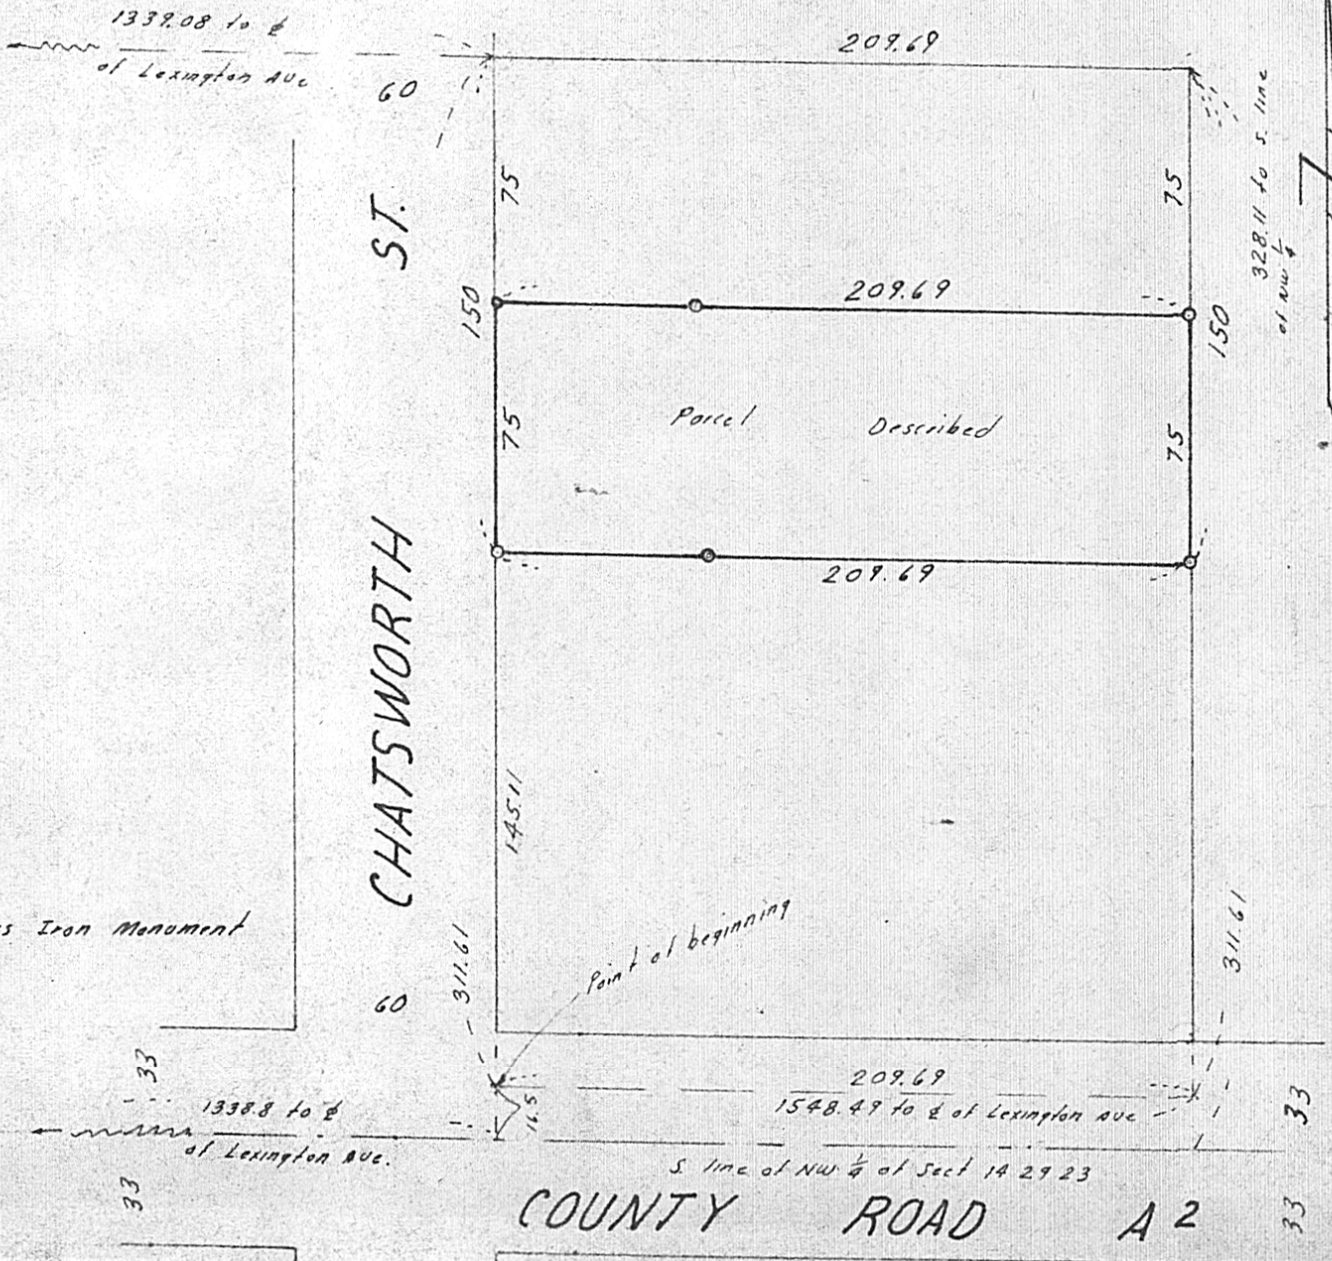 1339.08 to ℄
of Lexington Ave
60
209.69
328.11 to S. line
of NW ¼
75
75
ST.
150
209.69
150
75
Parcel Described
75
209.69
CHATSWORTH
145.11
s Iron Monument
311.61
Point of beginning
311.61
60
33
209.69
1548.49 to ℄ of Lexington Ave
33
1338.8 to ℄
of Lexington Ave.
16.5
S line of NW ¼ of Sect 14 29 23
33
COUNTY ROAD A 2
33